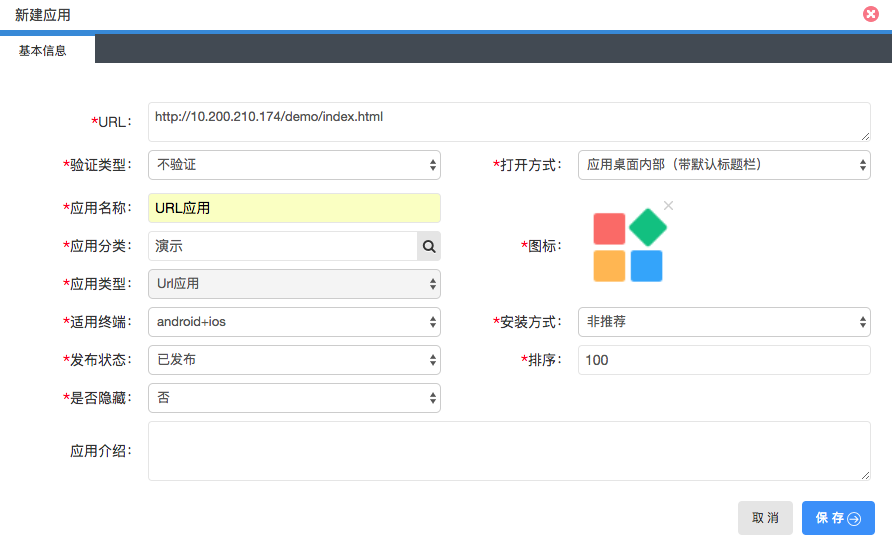 新建应用
基本信息
*URL: http://10.200.210.174/demo/index.html
*验证类型: 不验证 *打开方式: 应用桌面内部（带默认标题栏）
*应用名称: URL应用
*应用分类: 演示 *图标:
*应用类型: Url应用
*适用终端: android+ios *安装方式: 非推荐
*发布状态: 已发布 *排序: 100
*是否隐藏: 否
应用介绍:
取 消 保 存